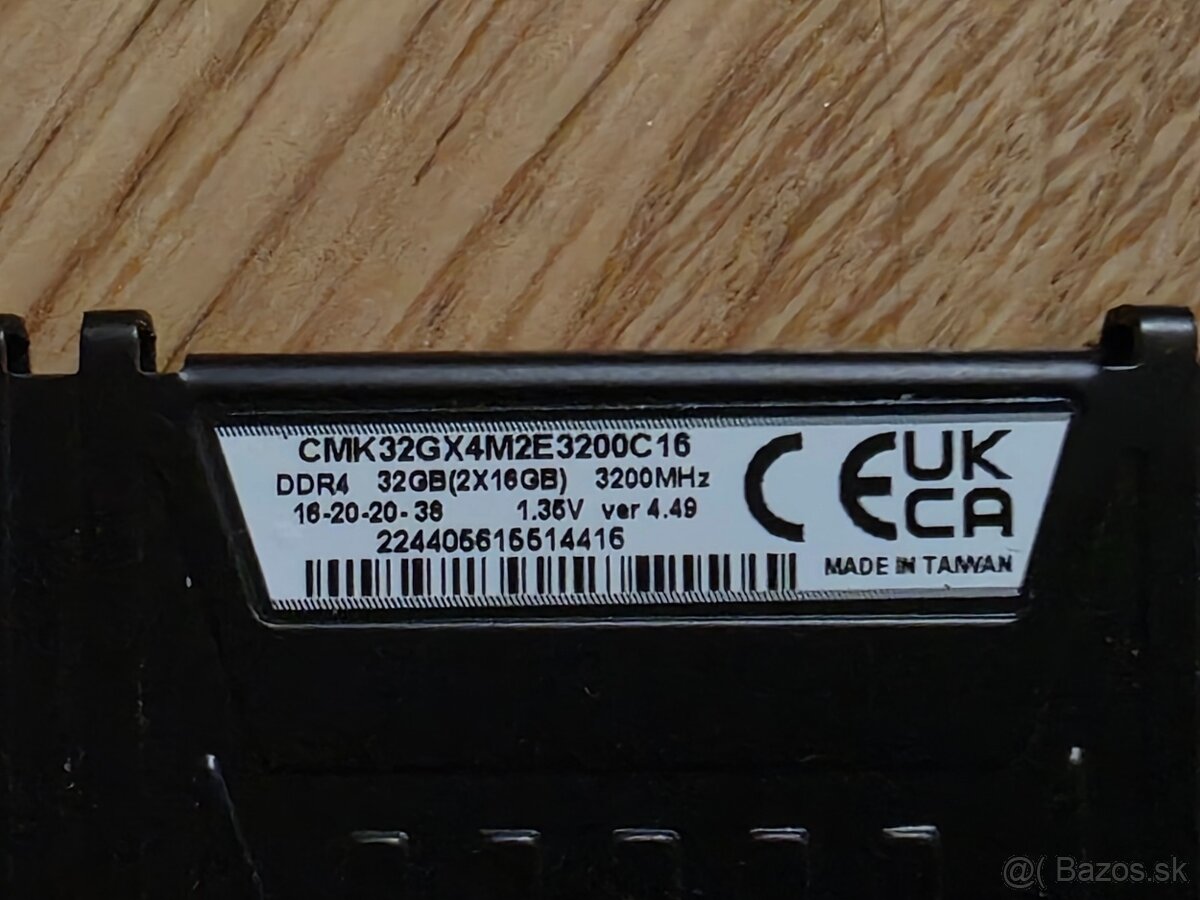 CMK32GX4M2E3200C16
DDR4 32GB(2X16GB) 3200MHz
16-20-20-38 1.35V ver 4.49
224405615514416
CE UK
CA
MADE IN TAIWAN
@( Bazos.sk